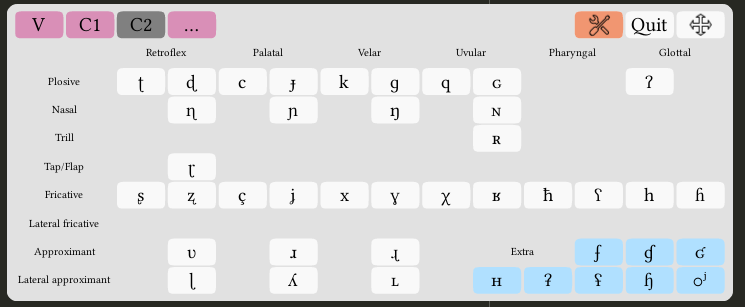 V C1 C2 ... Quit
Retroflex Palatal Velar Uvular Pharyngal Glottal
Plosive ʈ ɖ c ɟ k ɡ q ɢ ʔ
Nasal ɳ ɲ ŋ ɴ
Trill ʀ
Tap/Flap ɽ
Fricative ʂ ʐ ç ʝ x ɣ χ ʁ ħ ʕ h ɦ
Lateral fricative
Approximant ʋ ɹ ɻ Extra ʄ ɠ ʛ
Lateral approximant ɭ ʎ ʟ ʜ ʡ ʢ ɧ ○ʲ